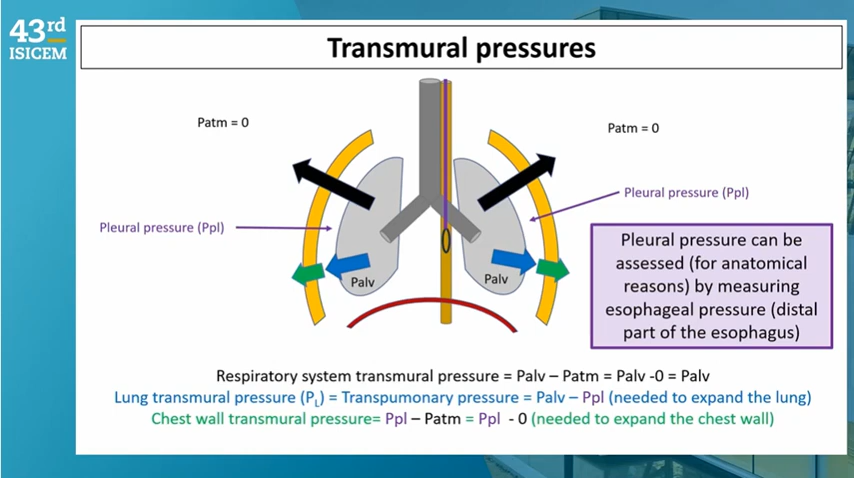 43rd
ISICEM
Transmural pressures
Patm = 0
Patm = 0
Pleural pressure (Ppl)
Pleural pressure (Ppl)
Palv
Palv
Pleural pressure can be
assessed (for anatomical
reasons) by measuring
esophageal pressure (distal
part of the esophagus)
Respiratory system transmural pressure = Palv – Patm = Palv -0 = Palv
Lung transmural pressure (PL) = Transpumonary pressure = Palv – Ppl (needed to expand the lung)
Chest wall transmural pressure= Ppl – Patm = Ppl - 0 (needed to expand the chest wall)